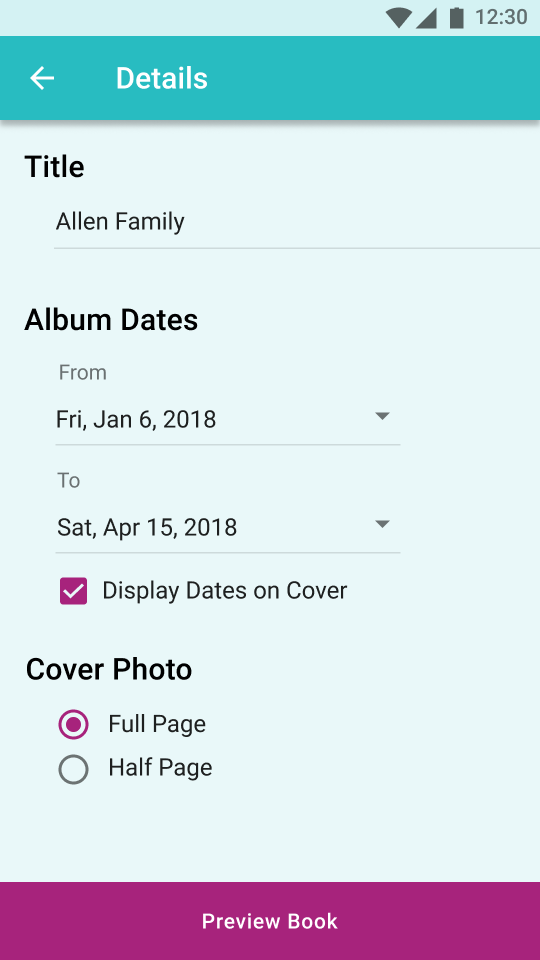 12:30
Details
Title
Allen Family
Album Dates
From
Fri, Jan 6, 2018
To
Sat, Apr 15, 2018
Display Dates on Cover
Cover Photo
Full Page
Half Page
Preview Book